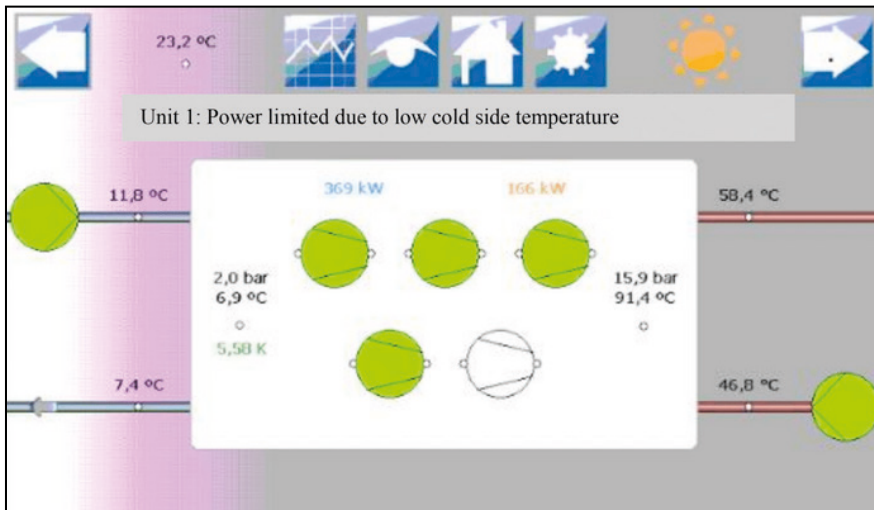 23,2 ºC
Unit 1: Power limited due to low cold side temperature
369 kW 166 kW
11,8 ºC 58,4 ºC
2,0 bar 15,9 bar
6,9 ºC 91,4 ºC
5,58 K
7,4 ºC 46,8 ºC